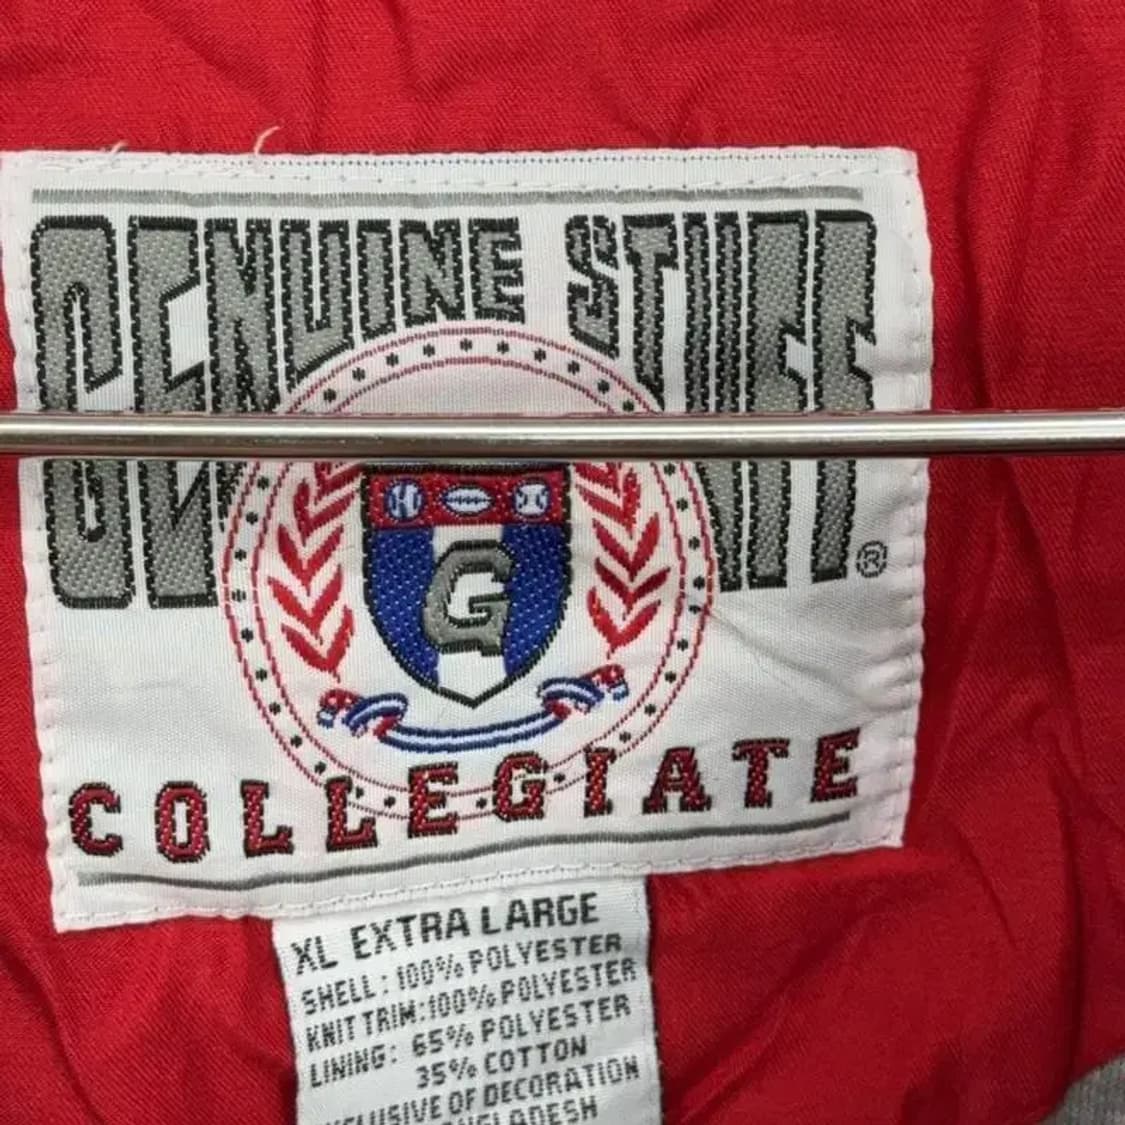 GENUINE STUFF ®
G
COLLEGIATE
XL EXTRA LARGE
SHELL: 100% POLYESTER
KNIT TRIM: 100% POLYESTER
LINING: 65% POLYESTER
35% COTTON
OF DECORATION